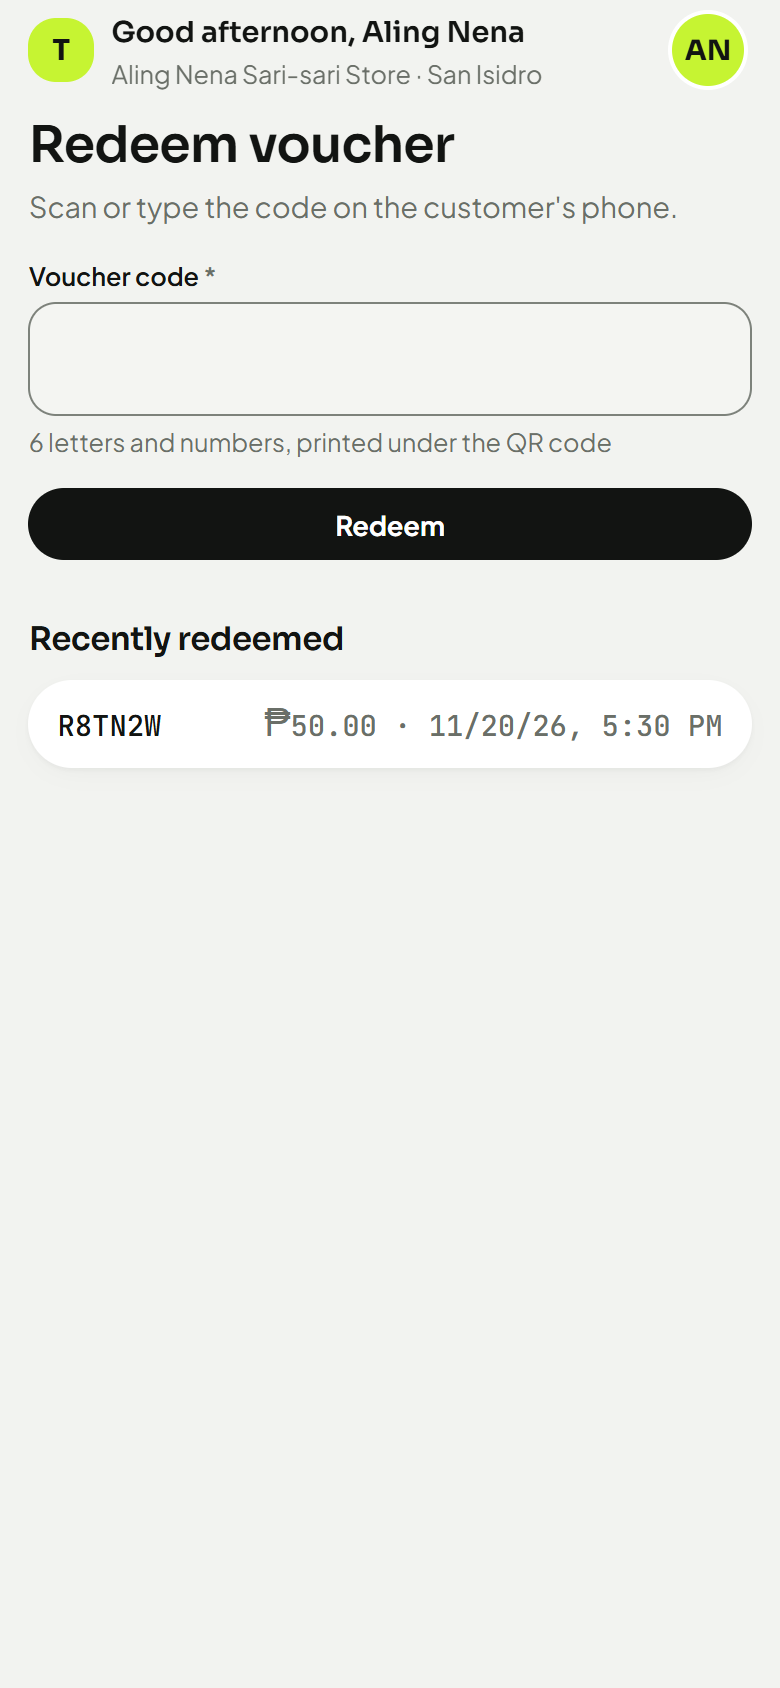 T
Good afternoon, Aling Nena
Aling Nena Sari-sari Store · San Isidro
AN
Redeem voucher
Scan or type the code on the customer's phone.
Voucher code *
6 letters and numbers, printed under the QR code
Redeem
Recently redeemed
R8TN2W ₱50.00 · 11/20/26, 5:30 PM